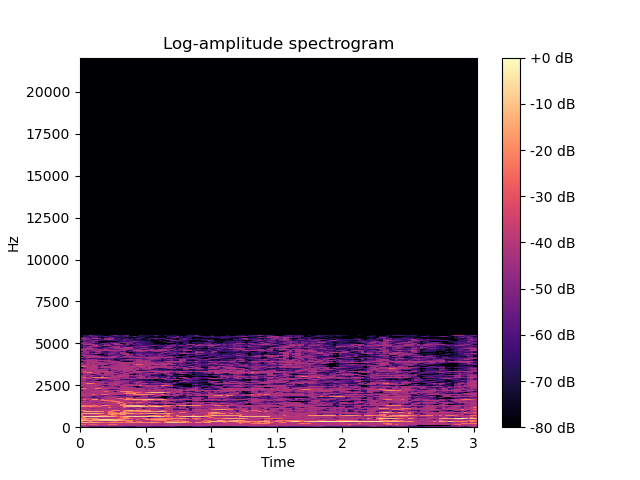 Log-amplitude spectrogram
Hz
20000
17500
15000
12500
10000
7500
5000
2500
0
0 0.5 1 1.5 2 2.5 3
Time
+0 dB
-10 dB
-20 dB
-30 dB
-40 dB
-50 dB
-60 dB
-70 dB
-80 dB